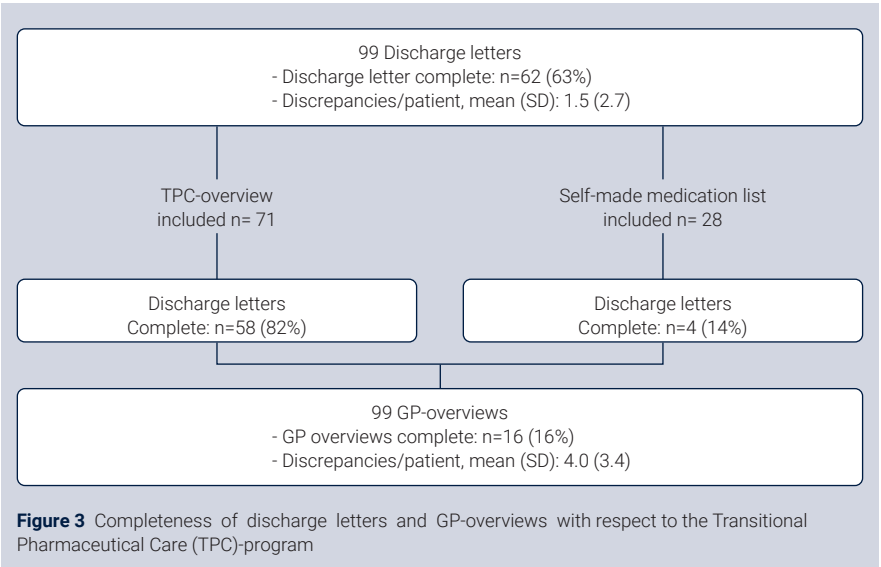 99 Discharge letters
- Discharge letter complete: n=62 (63%)
- Discrepancies/patient, mean (SD): 1.5 (2.7)
TPC-overview
included n= 71
Self-made medication list
included n= 28
Discharge letters
Complete: n=58 (82%)
Discharge letters
Complete: n=4 (14%)
99 GP-overviews
- GP overviews complete: n=16 (16%)
- Discrepancies/patient, mean (SD): 4.0 (3.4)
Figure 3 Completeness of discharge letters and GP-overviews with respect to the Transitional
Pharmaceutical Care (TPC)-program